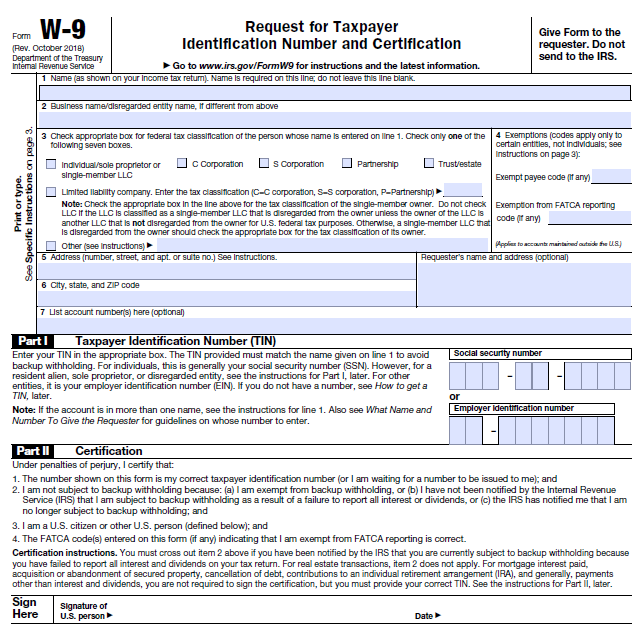 Form W-9
(Rev. October 2018)
Department of the Treasury
Internal Revenue Service
Request for Taxpayer
Identification Number and Certification
▶ Go to www.irs.gov/FormW9 for instructions and the latest information.
Give Form to the
requester. Do not
send to the IRS.
Print or type.
See Specific Instructions on page 3.
1 Name (as shown on your income tax return). Name is required on this line; do not leave this line blank.
2 Business name/disregarded entity name, if different from above
3 Check appropriate box for federal tax classification of the person whose name is entered on line 1. Check only one of the
following seven boxes.
Individual/sole proprietor or
single-member LLC
C Corporation
S Corporation
Partnership
Trust/estate
Limited liability company. Enter the tax classification (C=C corporation, S=S corporation, P=Partnership) ▶
Note: Check the appropriate box in the line above for the tax classification of the single-member owner. Do not check
LLC if the LLC is classified as a single-member LLC that is disregarded from the owner unless the owner of the LLC is
another LLC that is not disregarded from the owner for U.S. federal tax purposes. Otherwise, a single-member LLC that
is disregarded from the owner should check the appropriate box for the tax classification of its owner.
Other (see instructions) ▶
4 Exemptions (codes apply only to
certain entities, not individuals; see
instructions on page 3):
Exempt payee code (if any)
Exemption from FATCA reporting
code (if any)
(Applies to accounts maintained outside the U.S.)
5 Address (number, street, and apt. or suite no.) See instructions.
Requester's name and address (optional)
6 City, state, and ZIP code
7 List account number(s) here (optional)
Part I Taxpayer Identification Number (TIN)
Enter your TIN in the appropriate box. The TIN provided must match the name given on line 1 to avoid
backup withholding. For individuals, this is generally your social security number (SSN). However, for a
resident alien, sole proprietor, or disregarded entity, see the instructions for Part I, later. For other
entities, it is your employer identification number (EIN). If you do not have a number, see How to get a
TIN, later.
Note: If the account is in more than one name, see the instructions for line 1. Also see What Name and
Number To Give the Requester for guidelines on whose number to enter.
Social security number
– –
or
Employer identification number
–
Part II Certification
Under penalties of perjury, I certify that:
1. The number shown on this form is my correct taxpayer identification number (or I am waiting for a number to be issued to me); and
2. I am not subject to backup withholding because: (a) I am exempt from backup withholding, or (b) I have not been notified by the Internal Revenue
Service (IRS) that I am subject to backup withholding as a result of a failure to report all interest or dividends, or (c) the IRS has notified me that I am
no longer subject to backup withholding; and
3. I am a U.S. citizen or other U.S. person (defined below); and
4. The FATCA code(s) entered on this form (if any) indicating that I am exempt from FATCA reporting is correct.
Certification instructions. You must cross out item 2 above if you have been notified by the IRS that you are currently subject to backup withholding because
you have failed to report all interest and dividends on your tax return. For real estate transactions, item 2 does not apply. For mortgage interest paid,
acquisition or abandonment of secured property, cancellation of debt, contributions to an individual retirement arrangement (IRA), and generally, payments
other than interest and dividends, you are not required to sign the certification, but you must provide your correct TIN. See the instructions for Part II, later.
Sign
Here
Signature of
U.S. person ▶
Date ▶